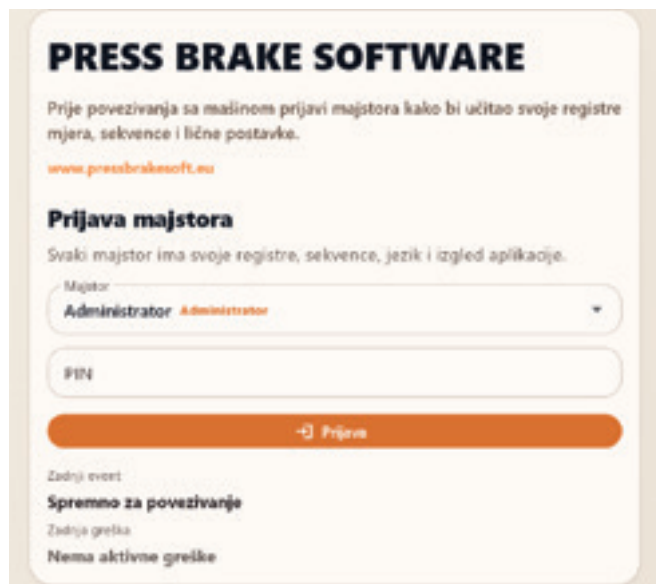 PRESS BRAKE SOFTWARE
Prije povezivanja sa mašinom prijavi majstora kako bi učitao svoje registre
mjera, sekvence i lične postavke.
www.pressbrakesoft.eu
Prijava majstora
Svaki majstor ima svoje registre, sekvence, jezik i izgled aplikacije.
Majstor
Administrator Administrator
PIN
Prijava
Zadnji event
Spremno za povezivanje
Zadnja greška
Nema aktivne greške